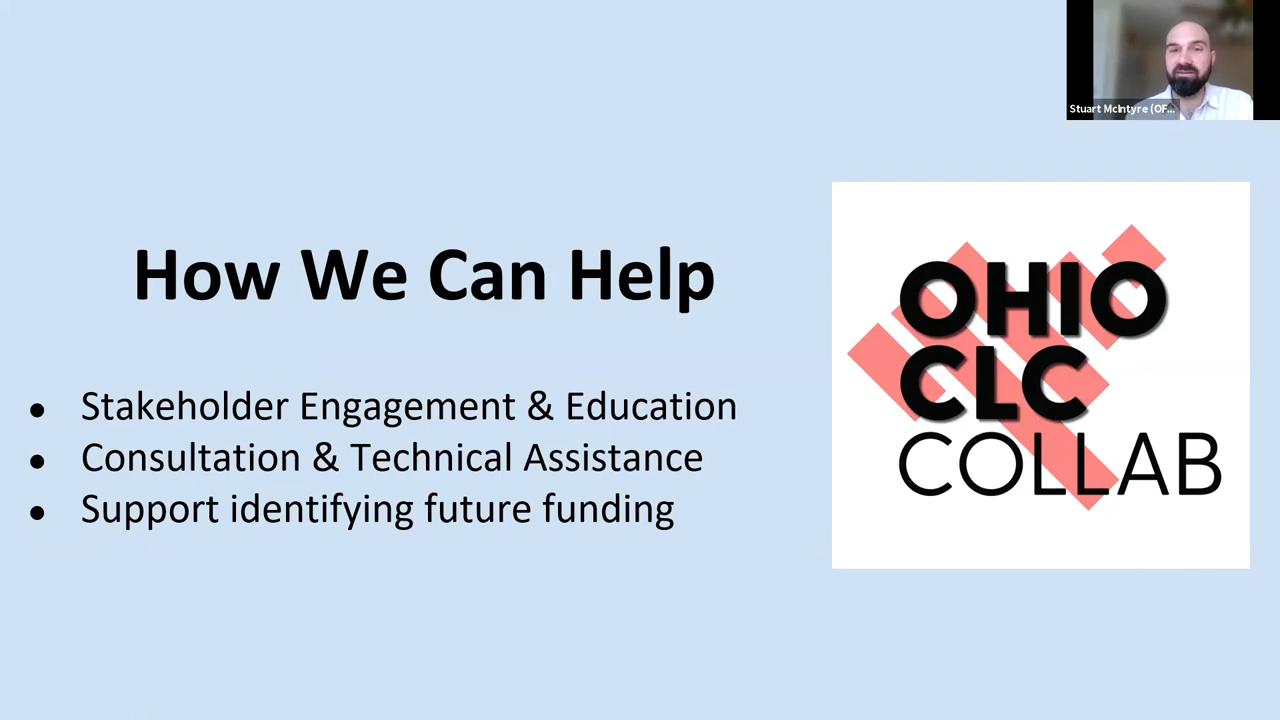 Stuart McIntyre (OF...
How We Can Help
● Stakeholder Engagement & Education
● Consultation & Technical Assistance
● Support identifying future funding
OHIO
CLC
COLLAB